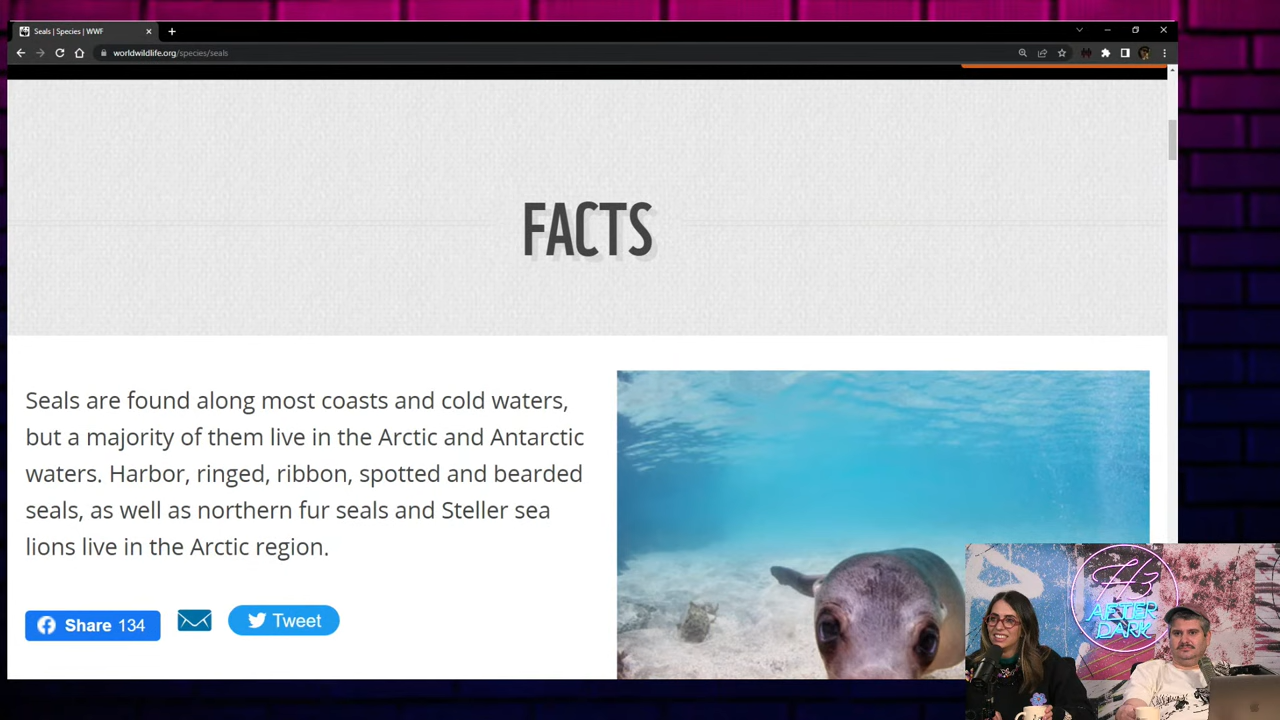 Seals | Species | WWF
worldwildlife.org/species/seals
FACTS
Seals are found along most coasts and cold waters,
but a majority of them live in the Arctic and Antarctic
waters. Harbor, ringed, ribbon, spotted and bearded
seals, as well as northern fur seals and Steller sea
lions live in the Arctic region.
Share 134
Tweet
H3
AFTER
DARK